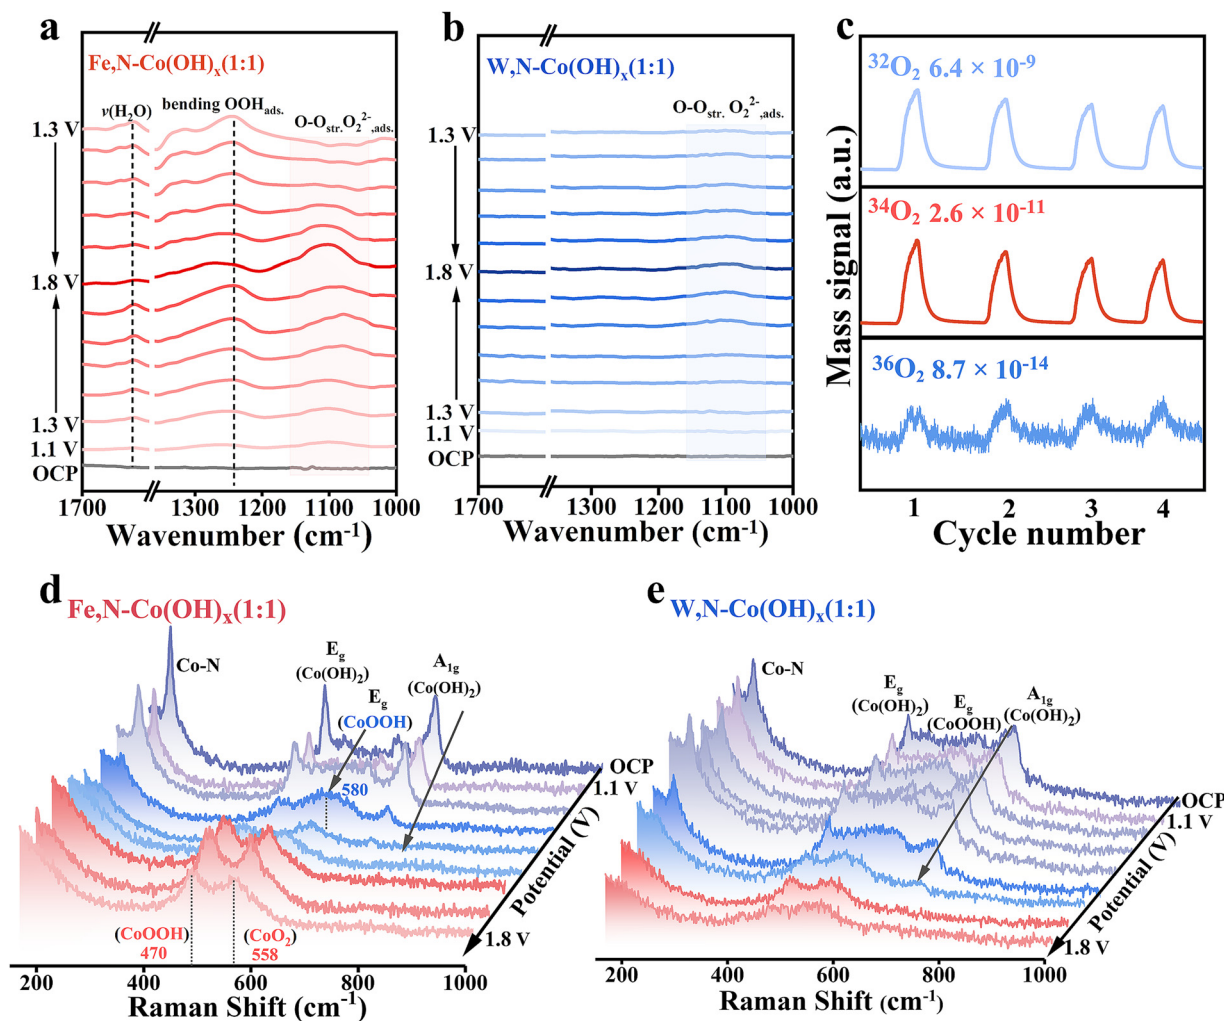 a
Fe,N-Co(OH)ₓ(1:1)
ν(H₂O)
bending OOH_ads.
O-O_str. O₂²⁻,ads.
1.3 V
1.8 V
1.3 V
1.1 V
OCP
1700
1300
1200
1100
1000
Wavenumber (cm⁻¹)
b
W,N-Co(OH)ₓ(1:1)
O-O_str. O₂²⁻,ads.
1.3 V
1.8 V
1.3 V
1.1 V
OCP
1700
1300
1200
1100
1000
Wavenumber (cm⁻¹)
c
³²O₂ 6.4 × 10⁻⁹
³⁴O₂ 2.6 × 10⁻¹¹
³⁶O₂ 8.7 × 10⁻¹⁴
Mass signal (a.u.)
1 2 3 4
Cycle number
d
Fe,N-Co(OH)ₓ(1:1)
Co-N
E_g
(Co(OH)₂)
E_g
(CoOOH)
A₁g
(Co(OH)₂)
580
OCP
1.1 V
Potential (V)
1.8 V
(CoOOH)
470
(CoO₂)
558
200
400
600
800
1000
Raman Shift (cm⁻¹)
e
W,N-Co(OH)ₓ(1:1)
Co-N
E_g
(Co(OH)₂)
E_g
(CoOOH)
A₁g
(Co(OH)₂)
OCP
1.1 V
Potential (V)
1.8 V
200
400
600
800
1000
Raman Shift (cm⁻¹)